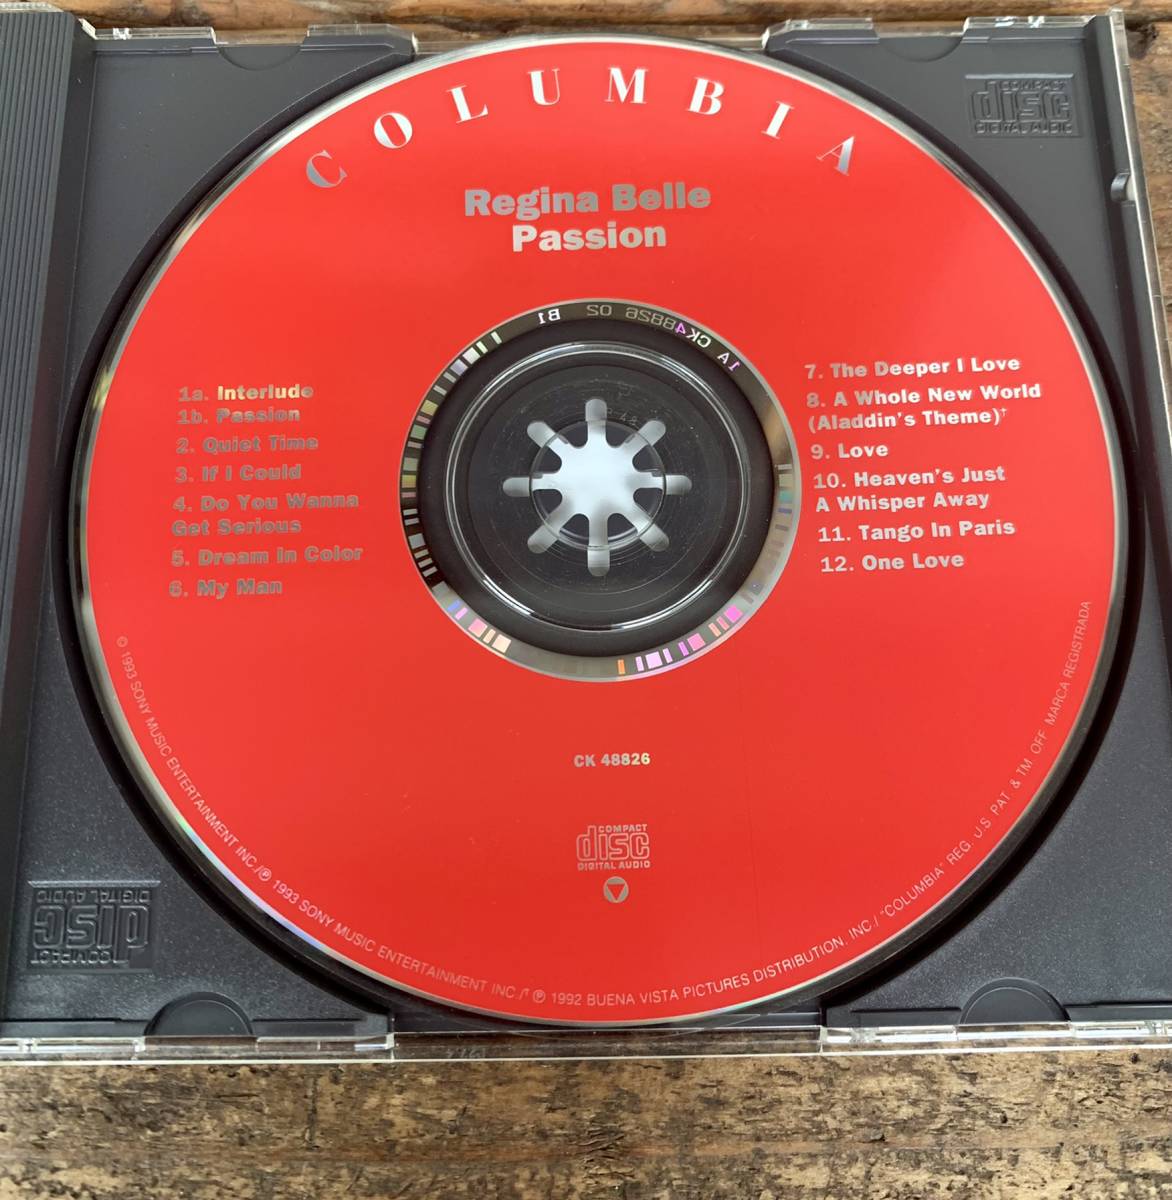 COLUMBIA
Regina Belle
Passion
1A CK48826 02 B1
1a. Interlude
1b. Passion
2. Quiet Time
3. If I Could
4. Do You Wanna
Get Serious
5. Dream In Color
6. My Man
7. The Deeper I Love
8. A Whole New World
(Aladdin's Theme)†
9. Love
10. Heaven's Just
A Whisper Away
11. Tango In Paris
12. One Love
CK 48826
COMPACT
disc
DIGITAL AUDIO
© 1993 SONY MUSIC ENTERTAINMENT INC./℗ 1993 SONY MUSIC ENTERTAINMENT INC./†℗ 1992 BUENA VISTA PICTURES DISTRIBUTION, INC./ "COLUMBIA" REG. U.S. PAT. & TM. OFF. MARCA REGISTRADA
COMPACT
disc
DIGITAL AUDIO
COMPACT
disc
DIGITAL AUDIO